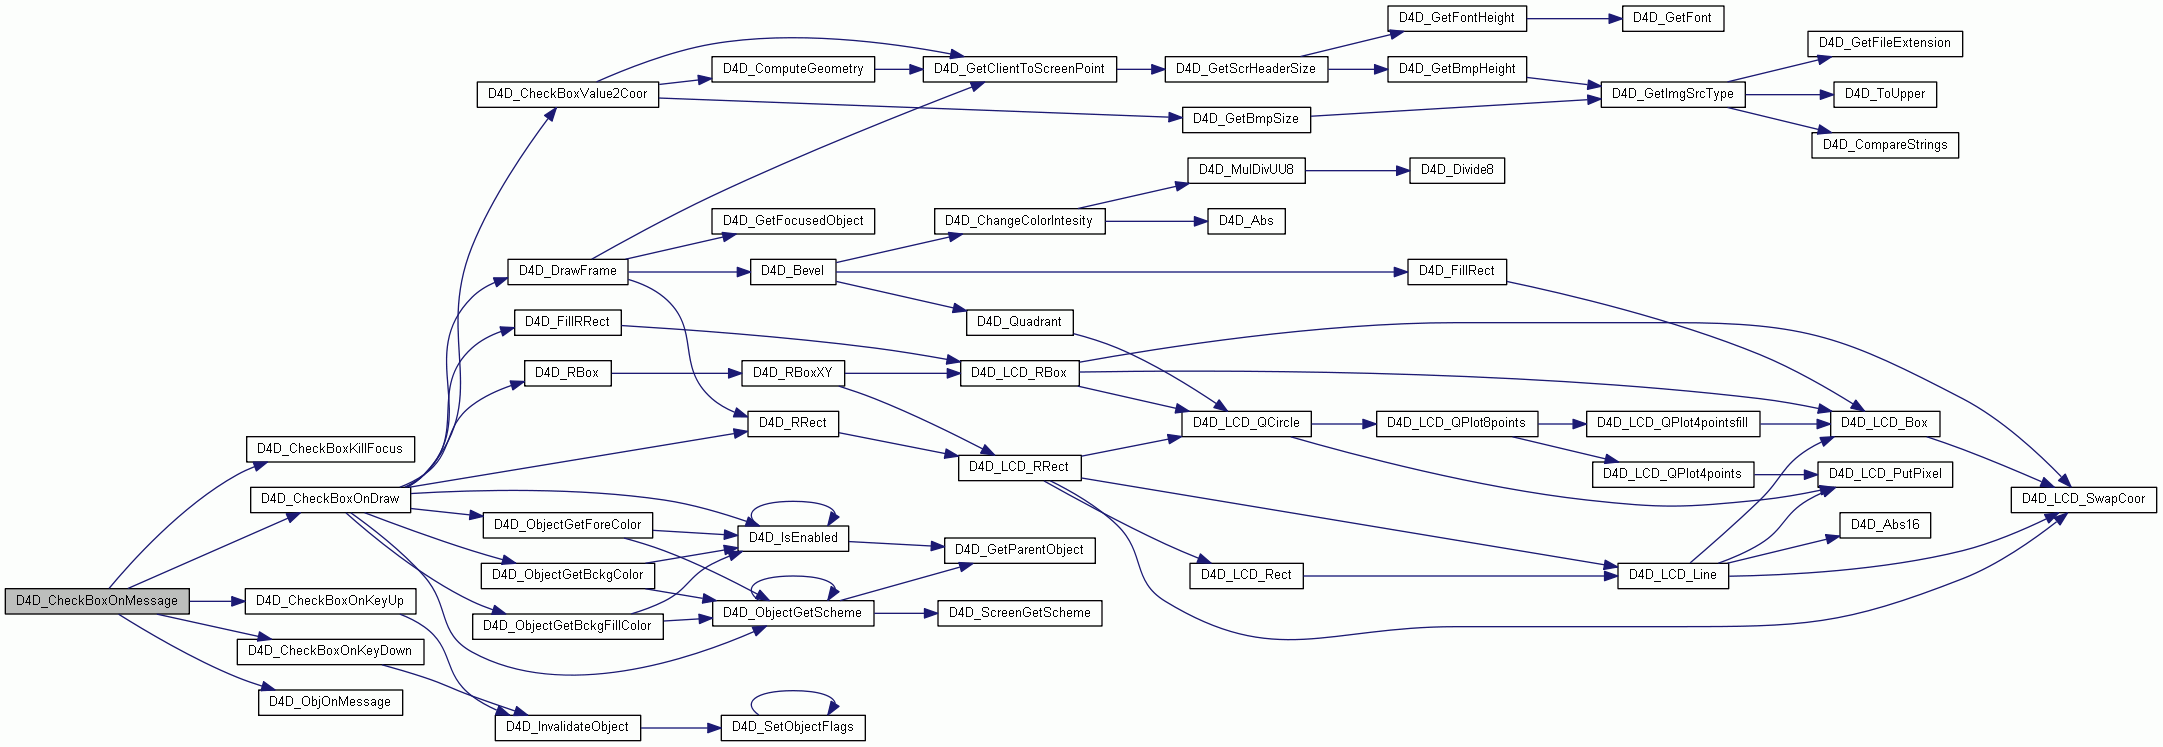 D4D_GetFontHeight
D4D_GetFont
D4D_GetFileExtension
D4D_ComputeGeometry
D4D_GetClientToScreenPoint
D4D_GetScrHeaderSize
D4D_GetBmpHeight
D4D_CheckBoxValue2Coor
D4D_GetImgSrcType
D4D_ToUpper
D4D_GetBmpSize
D4D_CompareStrings
D4D_MulDivUU8
D4D_Divide8
D4D_GetFocusedObject
D4D_ChangeColorIntesity
D4D_Abs
D4D_DrawFrame
D4D_Bevel
D4D_FillRect
D4D_FillRRect
D4D_Quadrant
D4D_RBox
D4D_RBoxXY
D4D_LCD_RBox
D4D_RRect
D4D_LCD_QCircle
D4D_LCD_QPlot8points
D4D_LCD_QPlot4pointsfill
D4D_LCD_Box
D4D_CheckBoxKillFocus
D4D_LCD_RRect
D4D_LCD_QPlot4points
D4D_LCD_PutPixel
D4D_CheckBoxOnDraw
D4D_LCD_SwapCoor
D4D_ObjectGetForeColor
D4D_IsEnabled
D4D_Abs16
D4D_GetParentObject
D4D_ObjectGetBckgColor
D4D_LCD_Rect
D4D_LCD_Line
D4D_CheckBoxOnMessage
D4D_CheckBoxOnKeyUp
D4D_ObjectGetScheme
D4D_ScreenGetScheme
D4D_ObjectGetBckgFillColor
D4D_CheckBoxOnKeyDown
D4D_ObjOnMessage
D4D_InvalidateObject
D4D_SetObjectFlags